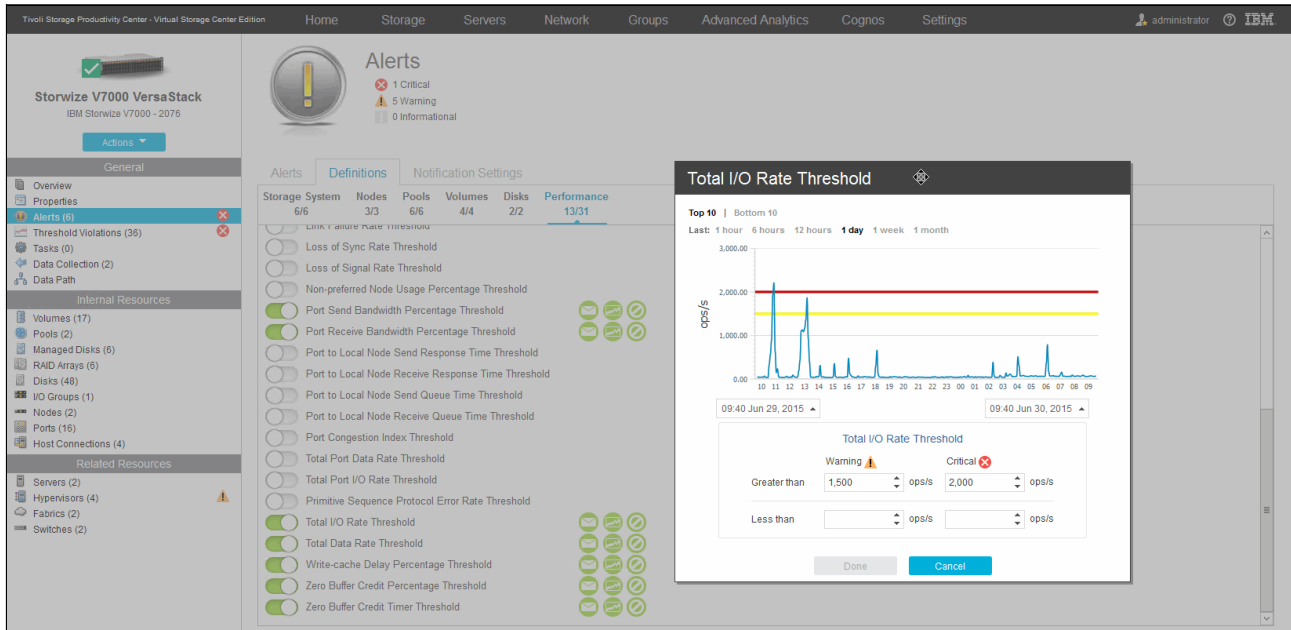 Tivoli Storage Productivity Center - Virtual Storage Center Edition Home Storage Servers Network Groups Advanced Analytics Cognos Settings administrator ? IBM
Storwize V7000 VersaStack
IBM Storwize V7000 - 2076
Actions
General
Overview
Properties
Alerts (6)
Threshold Violations (36)
Tasks (0)
Data Collection (2)
Data Path
Internal Resources
Volumes (17)
Pools (2)
Managed Disks (6)
RAID Arrays (6)
Disks (48)
I/O Groups (1)
Nodes (2)
Ports (16)
Host Connections (4)
Related Resources
Servers (2)
Hypervisors (4)
Fabrics (2)
Switches (2)
Alerts
1 Critical
5 Warning
0 Informational
Alerts Definitions Notification Settings
Storage System Nodes Pools Volumes Disks Performance
6/6 3/3 6/6 4/4 2/2 13/31
Link Failure Rate Threshold
Loss of Sync Rate Threshold
Loss of Signal Rate Threshold
Non-preferred Node Usage Percentage Threshold
Port Send Bandwidth Percentage Threshold
Port Receive Bandwidth Percentage Threshold
Port to Local Node Send Response Time Threshold
Port to Local Node Receive Response Time Threshold
Port to Local Node Send Queue Time Threshold
Port to Local Node Receive Queue Time Threshold
Port Congestion Index Threshold
Total Port Data Rate Threshold
Total Port I/O Rate Threshold
Primitive Sequence Protocol Error Rate Threshold
Total I/O Rate Threshold
Total Data Rate Threshold
Write-cache Delay Percentage Threshold
Zero Buffer Credit Percentage Threshold
Zero Buffer Credit Timer Threshold
Total I/O Rate Threshold
Top 10 | Bottom 10
Last: 1 hour 6 hours 12 hours 1 day 1 week 1 month
3,000.00
2,000.00
1,000.00
0.00
ops/s
10 11 12 13 14 15 16 17 18 19 20 21 22 23 00 01 02 03 04 05 06 07 08 09
09:40 Jun 29, 2015 09:40 Jun 30, 2015
Total I/O Rate Threshold
Warning Critical
Greater than 1,500 ops/s 2,000 ops/s
Less than ops/s ops/s
Done Cancel